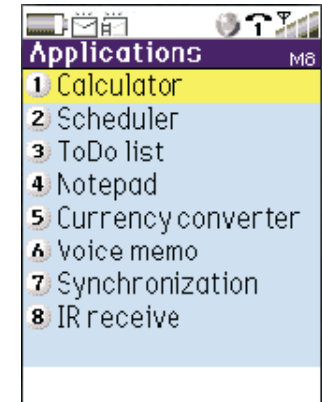 1
Applications M8
1 Calculator
2 Scheduler
3 ToDo list
4 Notepad
5 Currency converter
6 Voice memo
7 Synchronization
8 IR receive